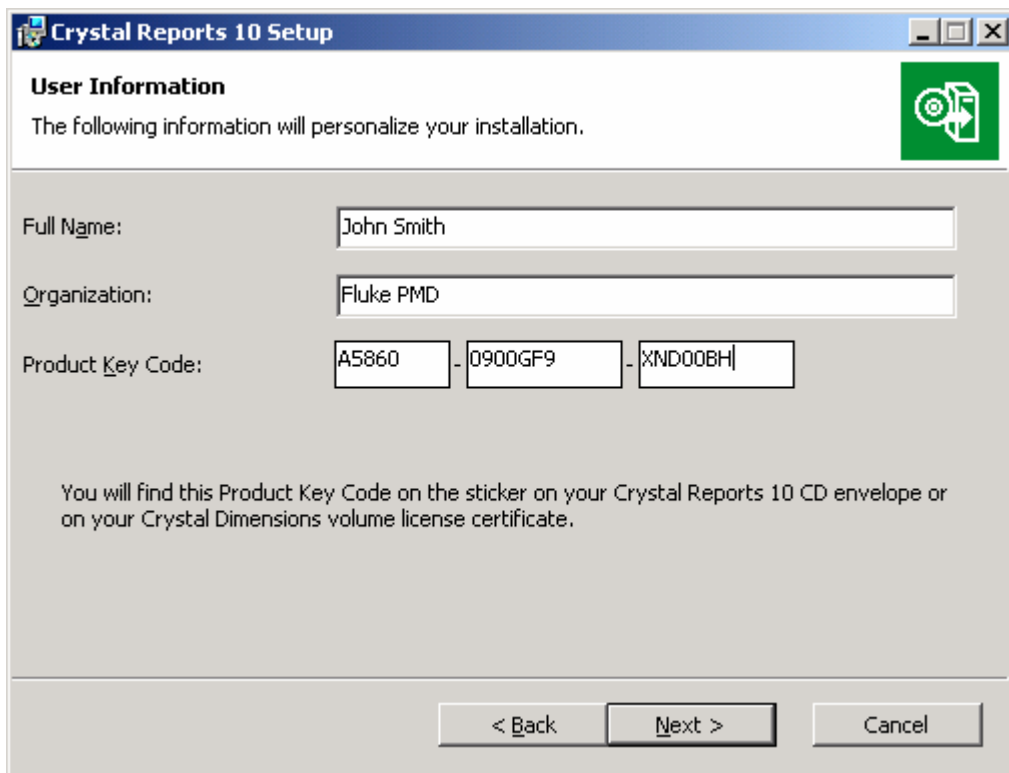 Crystal Reports 10 Setup
User Information
The following information will personalize your installation.
Full Name:
John Smith
Organization:
Fluke PMD
Product Key Code:
A5860 - 0900GF9 - XND00BH
You will find this Product Key Code on the sticker on your Crystal Reports 10 CD envelope or
on your Crystal Dimensions volume license certificate.
< Back Next > Cancel